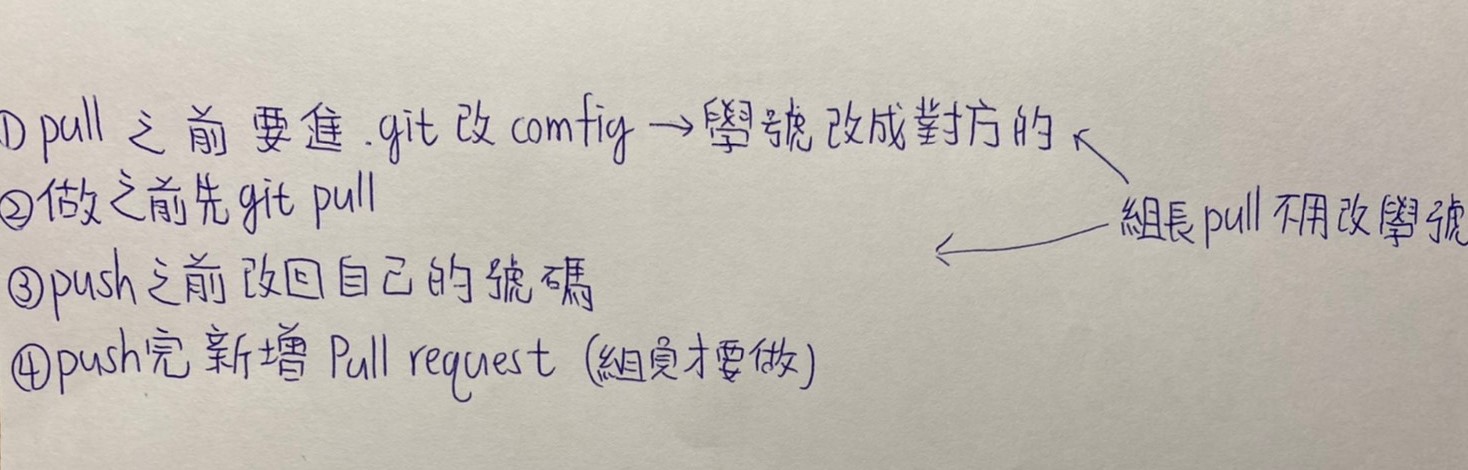 ①pull 之前要進 .git 改 comfig → 學號改成對方的
②做之前先git pull
組長pull 不用改學號
③push之前改回自己的號碼
④push完新增 Pull request (組員才要做)